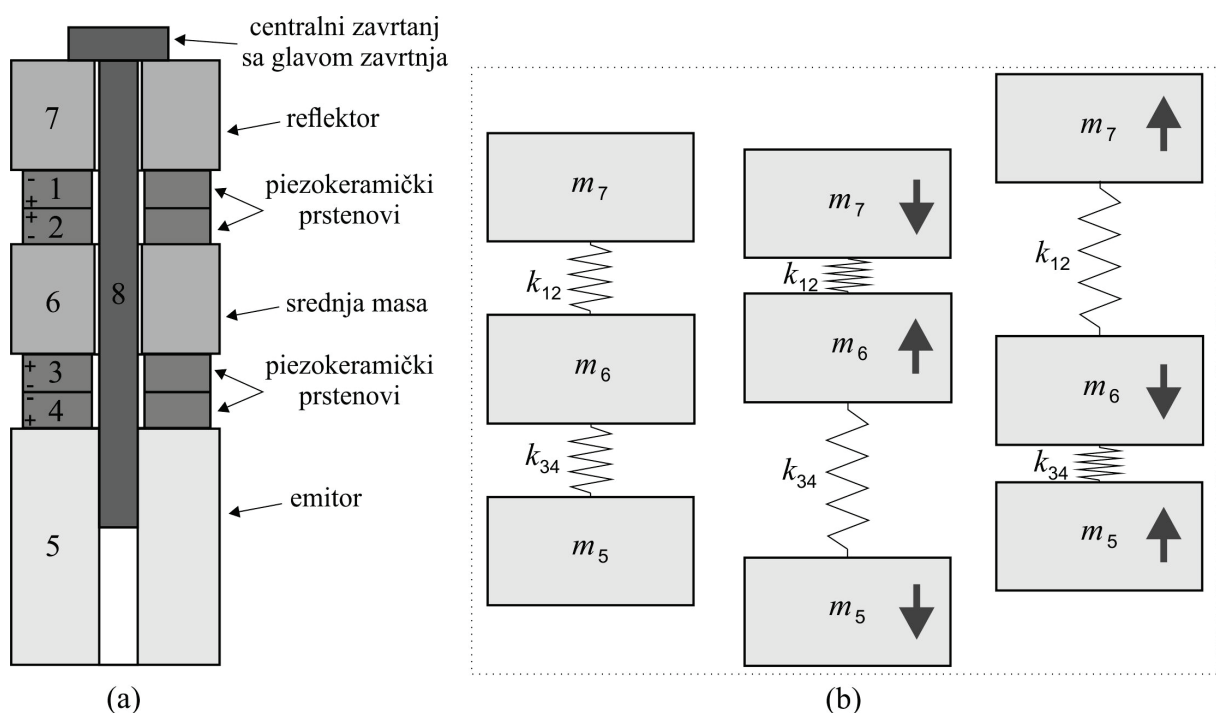 centralni zavrtanj
sa glavom zavrtnja
7
reflektor
- 1
+
piezokeramički
prstenovi
+ 2
-
6
8
srednja masa
+ 3
-
piezokeramički
prstenovi
- 4
+
5
emitor
(a)
m7
k12
m6
k34
m5
m7
k12
m6
k34
m5
m7
k12
m6
k34
m5
(b)